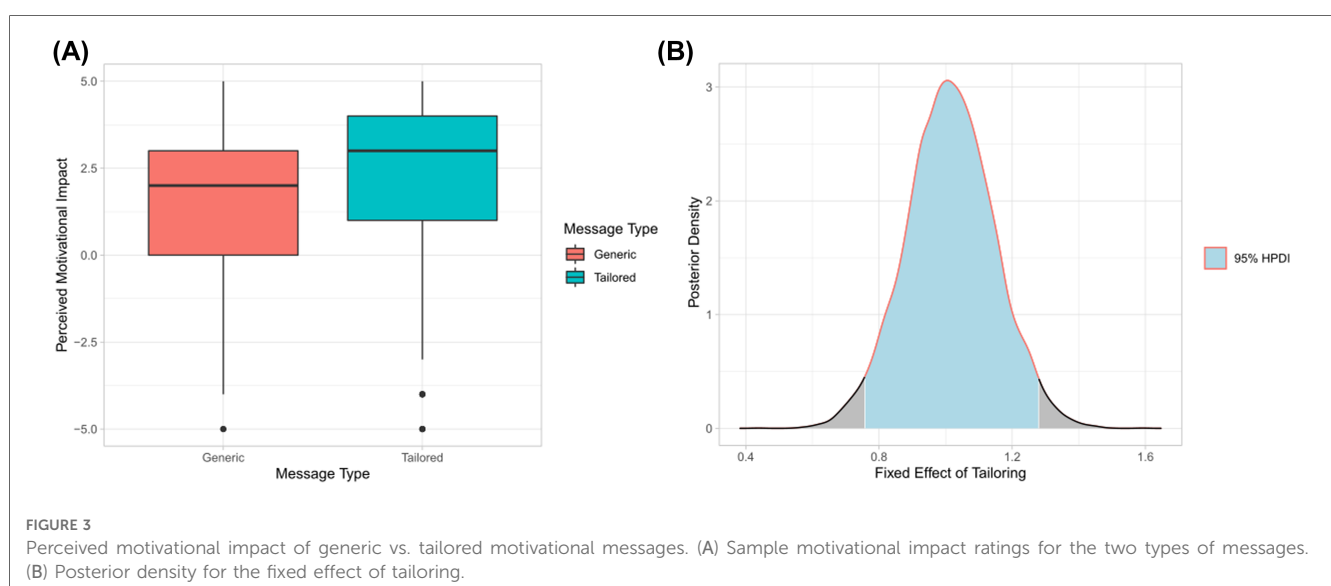 (A)
5.0
2.5
0.0
−2.5
−5.0
Perceived Motivational Impact
Generic
Tailored
Message Type
Message Type
Generic
Tailored
(B)
3
2
1
0
Posterior Density
0.4
0.8
1.2
1.6
Fixed Effect of Tailoring
95% HPDI
FIGURE 3
Perceived motivational impact of generic vs. tailored motivational messages. (A) Sample motivational impact ratings for the two types of messages.
(B) Posterior density for the fixed effect of tailoring.